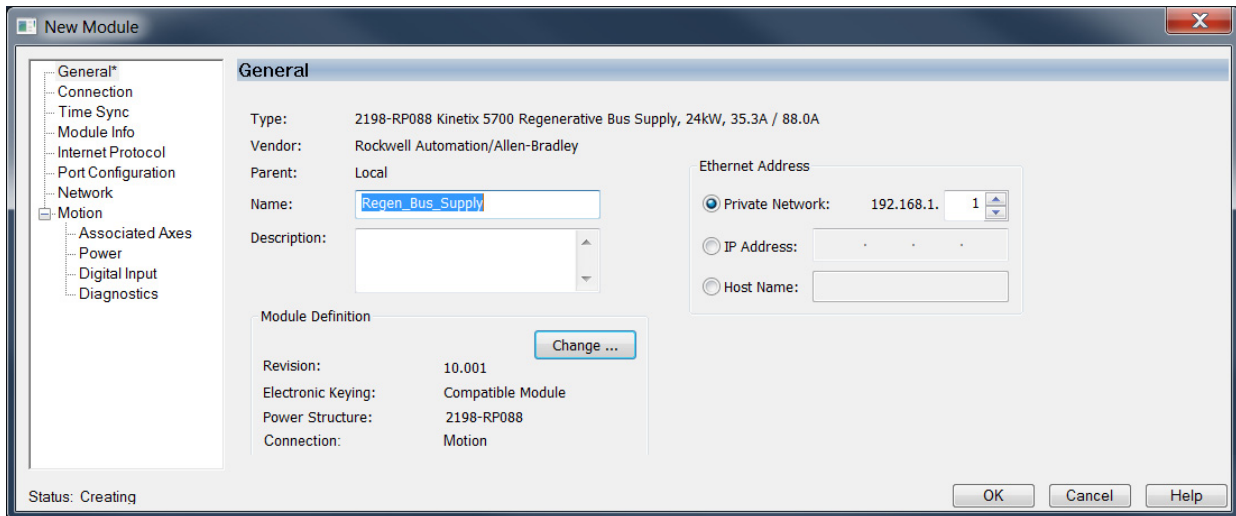 New Module
General*
Connection
Time Sync
Module Info
Internet Protocol
Port Configuration
Network
Motion
Associated Axes
Power
Digital Input
Diagnostics
General
Type: 2198-RP088 Kinetix 5700 Regenerative Bus Supply, 24kW, 35.3A / 88.0A
Vendor: Rockwell Automation/Allen-Bradley
Parent: Local
Name: Regen_Bus_Supply
Description:
Module Definition
Change ...
Revision: 10.001
Electronic Keying: Compatible Module
Power Structure: 2198-RP088
Connection: Motion
Ethernet Address
Private Network: 192.168.1. 1
IP Address: . . .
Host Name:
Status: Creating
OK Cancel Help